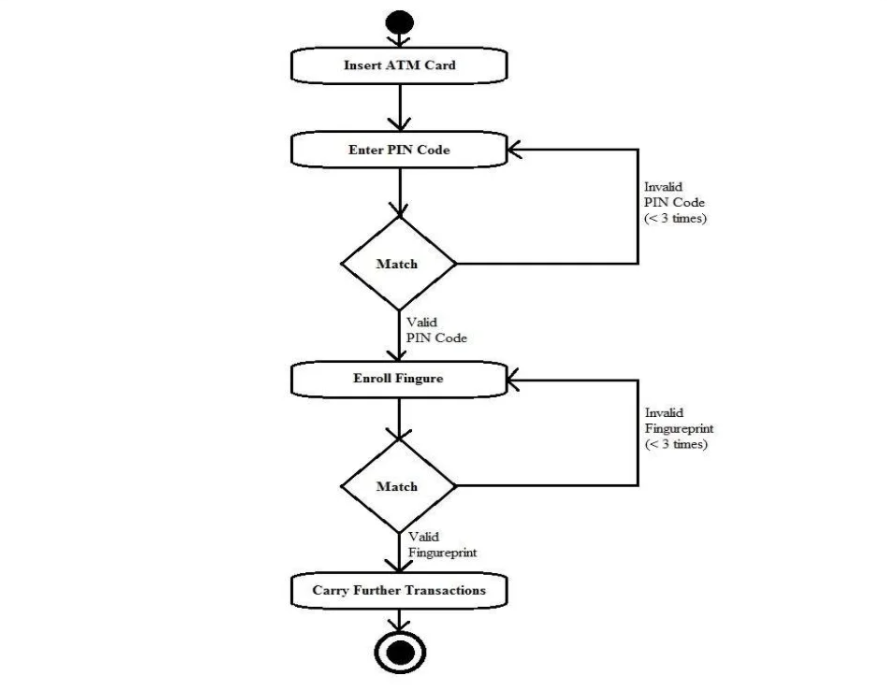 Insert ATM Card
Enter PIN Code
Invalid
PIN Code
(< 3 times)
Match
Valid
PIN Code
Enroll Fingure
Invalid
Fingureprint
(< 3 times)
Match
Valid
Fingureprint
Carry Further Transactions